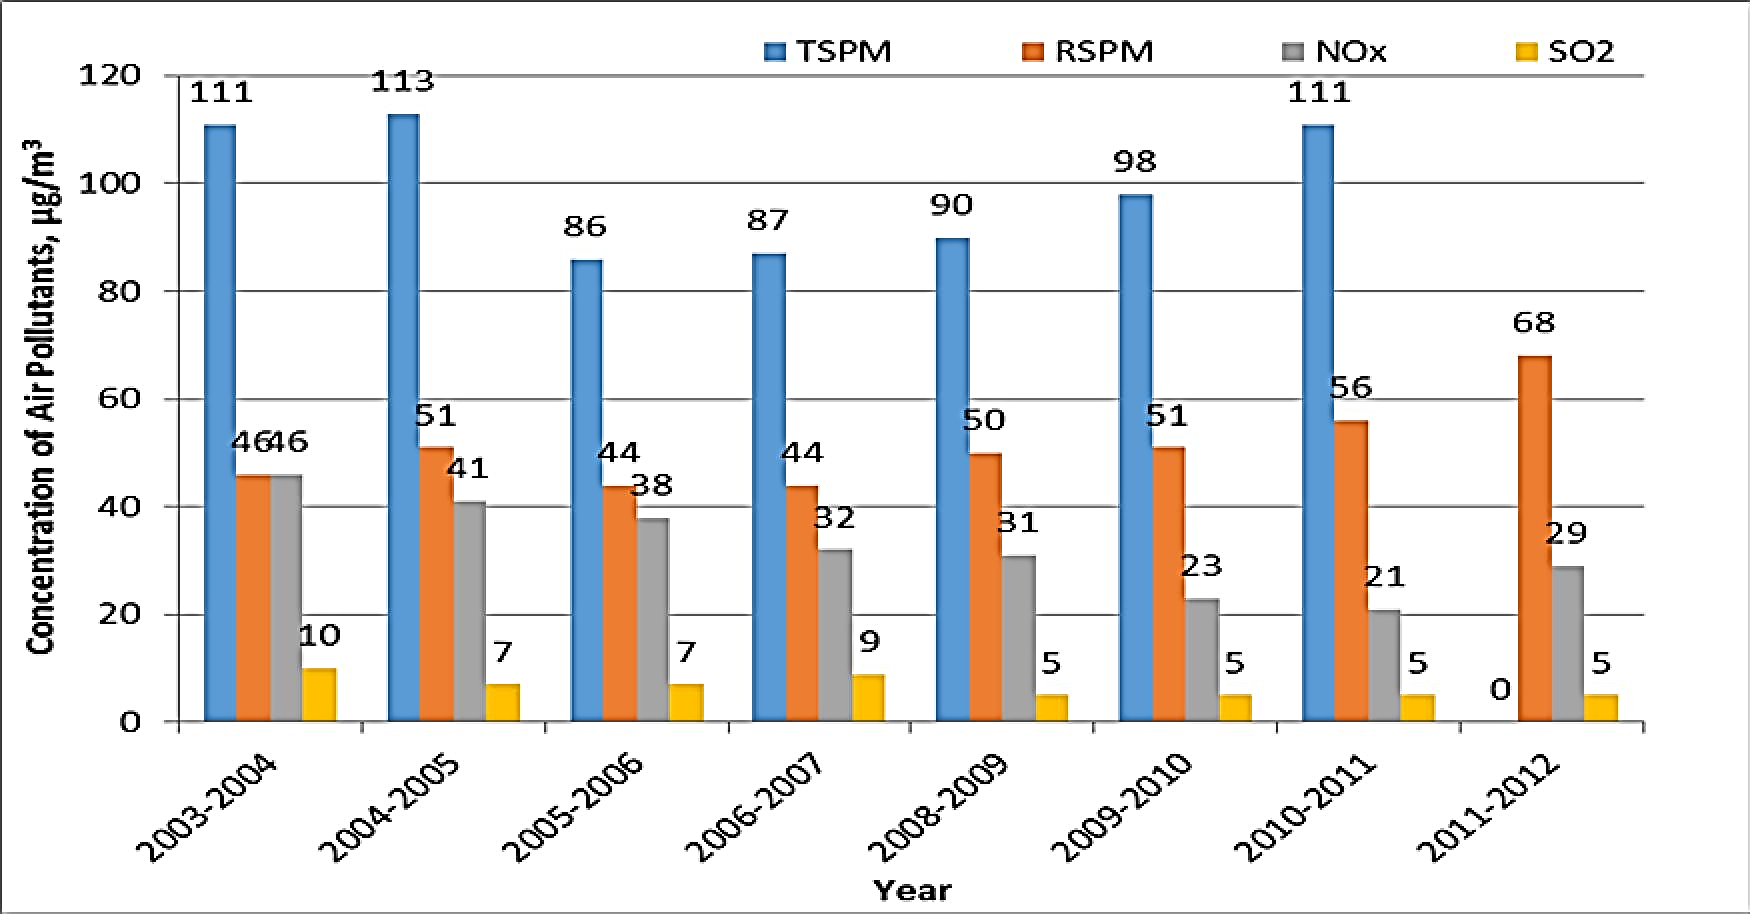 TSPM RSPM NOx SO2
Concentration of Air Pollutants, µg/m³
120
100
80
60
40
20
0
111 46 46 10
113 51 41 7
86 44 38 7
87 44 32 9
90 50 31 5
98 51 23 5
111 56 21 5
0 68 29 5
2003-2004 2004-2005 2005-2006 2006-2007 2008-2009 2009-2010 2010-2011 2011-2012
Year